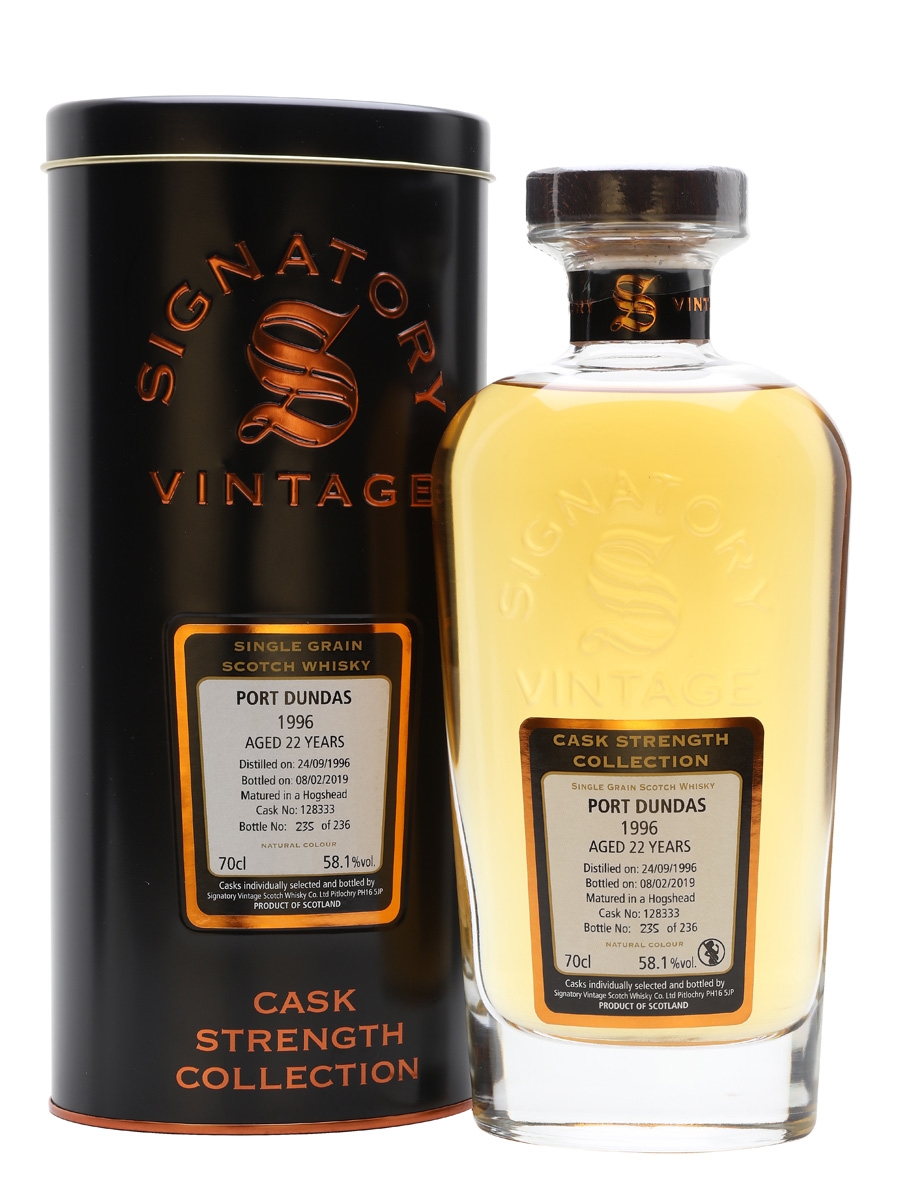 SIGNATORY
S
VINTAGE
SINGLE GRAIN
SCOTCH WHISKY
PORT DUNDAS
1996
AGED 22 YEARS
Distilled on: 24/09/1996
Bottled on: 08/02/2019
Matured in a Hogshead
Cask No: 128333
Bottle No: 235 of 236
NATURAL COLOUR
70cl 58.1%vol.
Casks individually selected and bottled by
Signatory Vintage Scotch Whisky Co. Ltd Pitlochry PH16 5JP
PRODUCT OF SCOTLAND
CASK
STRENGTH
COLLECTION
S VINT
SIGNATORY
S
VINTAGE
CASK STRENGTH
COLLECTION
SINGLE GRAIN SCOTCH WHISKY
PORT DUNDAS
1996
AGED 22 YEARS
Distilled on: 24/09/1996
Bottled on: 08/02/2019
Matured in a Hogshead
Cask No: 128333
Bottle No: 235 of 236
NATURAL COLOUR
70cl 58.1%vol.
Casks individually selected and bottled by
Signatory Vintage Scotch Whisky Co. Ltd Pitlochry PH16 5JP
PRODUCT OF SCOTLAND